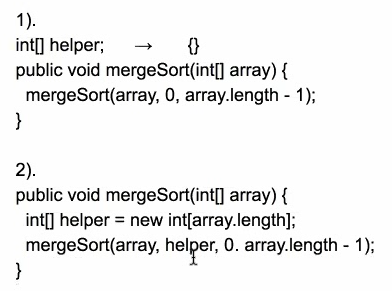 1).
int[] helper; → {}
public void mergeSort(int[] array) {
mergeSort(array, 0, array.length - 1);
}
2).
public void mergeSort(int[] array) {
int[] helper = new int[array.length];
mergeSort(array, helper, 0. array.length - 1);
}